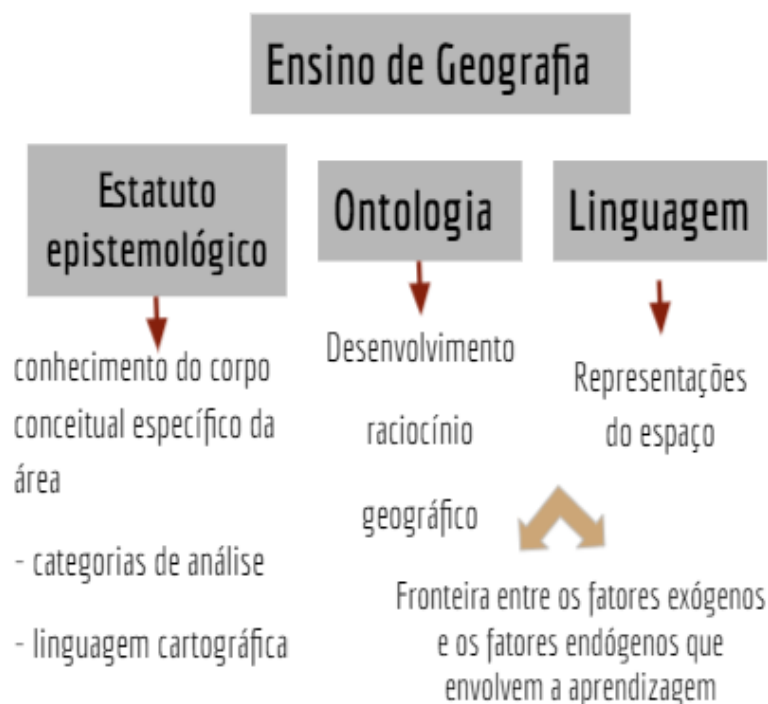 Ensino de Geografia
Estatuto
epistemológico
conhecimento do corpo
conceitual específico da
área
- categorias de análise
- linguagem cartográfica
Ontologia
Desenvolvimento
raciocínio
geográfico
Linguagem
Representações
do espaço
Fronteira entre os fatores exógenos
e os fatores endógenos que
envolvem a aprendizagem